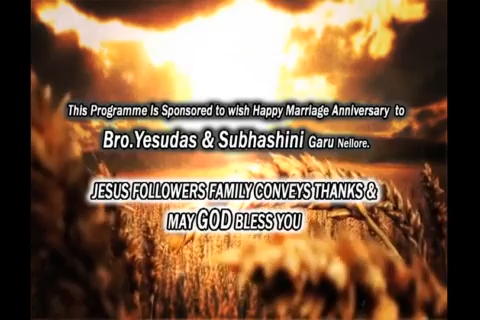 This Programme Is Sponsored to wish Happy Marriage Anniversary to
Bro.Yesudas & Subhashini Garu Nellore.
JESUS FOLLOWERS FAMILY CONVEYS THANKS &
MAY GOD BLESS YOU